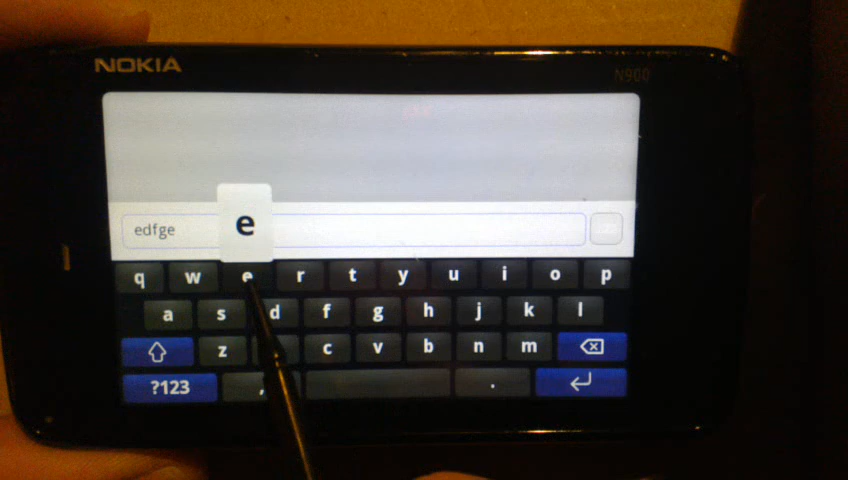 NOKIA
N900
e
edfge
q w e r t y u i o p
a s d f g h j k l
z c v b n m
?123 , .